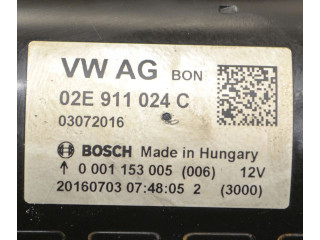 VW AG BON
02E 911 024 C
03072016
BOSCH Made in Hungary
↑ 0 001 153 005 (006) 12V
20160703 07:48:05 2 (3000)